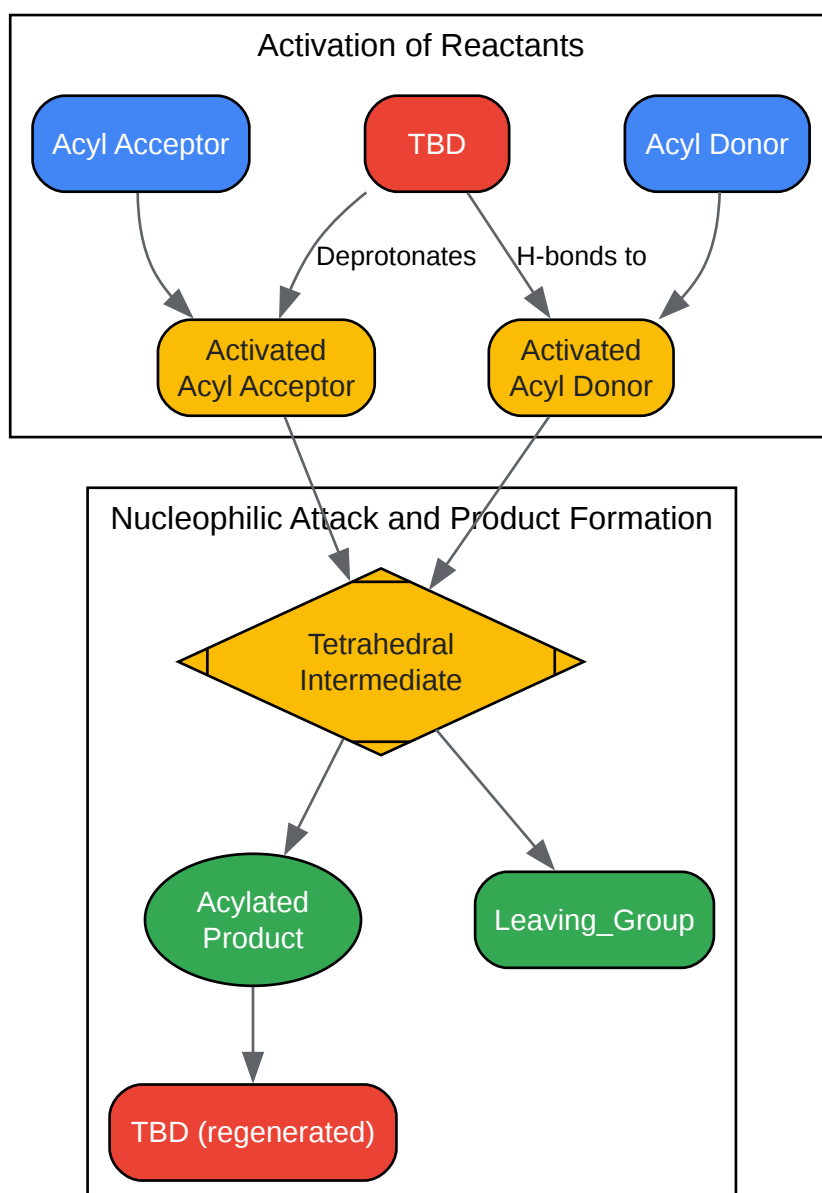 Activation of Reactants
Acyl Acceptor
TBD
Acyl Donor
Deprotonates
H-bonds to
Activated
Acyl Acceptor
Activated
Acyl Donor
Nucleophilic Attack and Product Formation
Tetrahedral
Intermediate
Acylated
Product
Leaving_Group
TBD (regenerated)